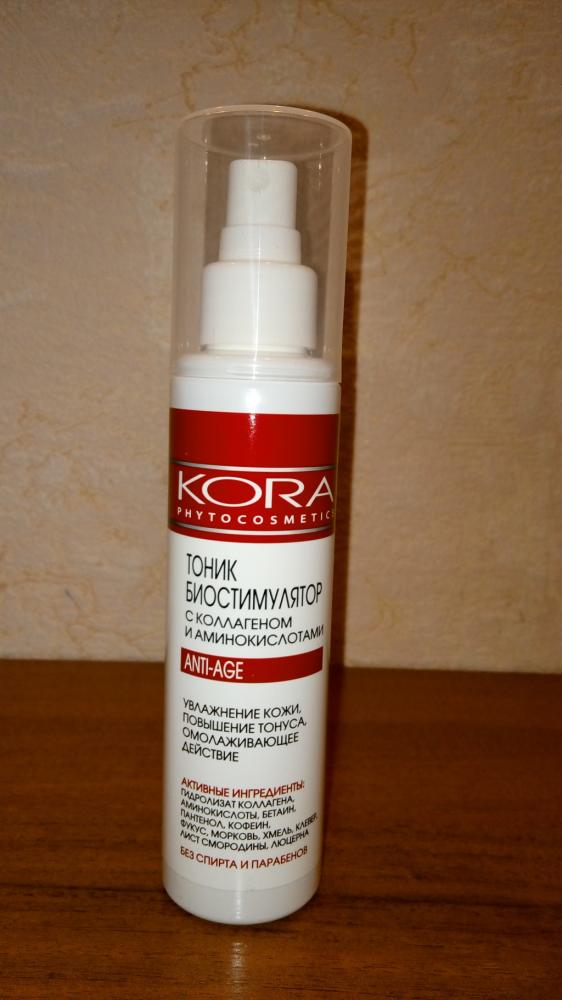 KORA
PHYTOCOSMETICS
ТОНИК
БИОСТИМУЛЯТОР
С КОЛЛАГЕНОМ
И АМИНОКИСЛОТАМИ
ANTI-AGE
УВЛАЖНЕНИЕ КОЖИ,
ПОВЫШЕНИЕ ТОНУСА,
ОМОЛАЖИВАЮЩЕЕ
ДЕЙСТВИЕ
АКТИВНЫЕ ИНГРЕДИЕНТЫ:
ГИДРОЛИЗАТ КОЛЛАГЕНА,
АМИНОКИСЛОТЫ, БЕТАИН,
ПАНТЕНОЛ, КОФЕИН,
ФУКУС, МОРКОВЬ, ХМЕЛЬ, КЛЕВЕР,
ЛИСТ СМОРОДИНЫ, ЛЮЦЕРНА
БЕЗ СПИРТА И ПАРАБЕНОВ